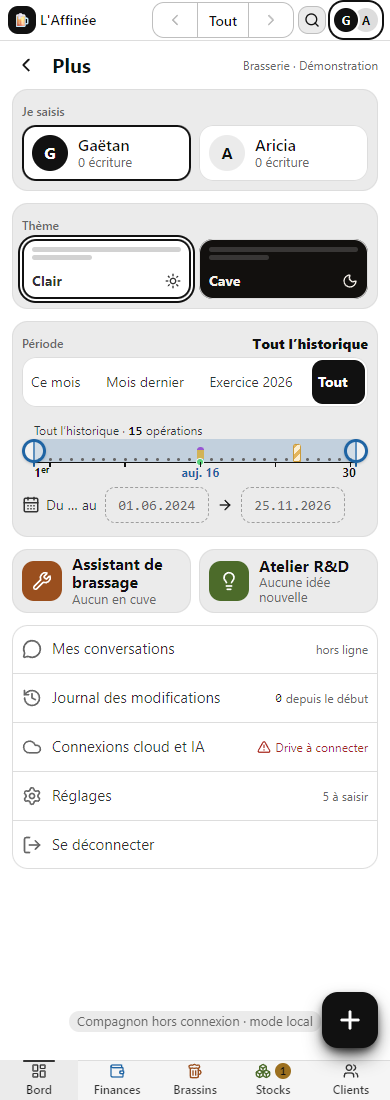 L'Affinée
Tout
G A
Plus
Brasserie · Démonstration
Je saisis
G
Gaëtan
0 écriture
A
Aricia
0 écriture
Thème
Clair
Cave
Période
Tout l’historique
Ce mois
Mois dernier
Exercice 2026
Tout
Tout l’historique · 15 opérations
1er
auj. 16
30
Du … au
01.06.2024
25.11.2026
Assistant de
brassage
Aucun en cuve
Atelier R&D
Aucune idée
nouvelle
Mes conversations
hors ligne
Journal des modifications
0 depuis le début
Connexions cloud et IA
Drive à connecter
Réglages
5 à saisir
Se déconnecter
Compagnon hors connexion · mode local
Bord
Finances
Brassins
Stocks
1
Clients